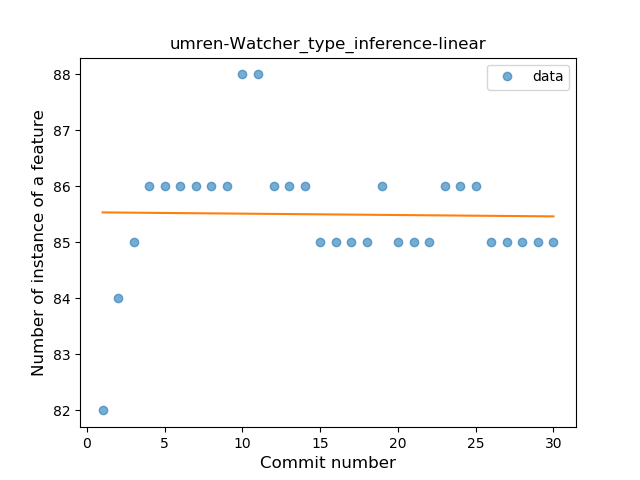 umren-Watcher_type_inference-linear
data
Number of instance of a feature
88
87
86
85
84
83
82
0 5 10 15 20 25 30
Commit number